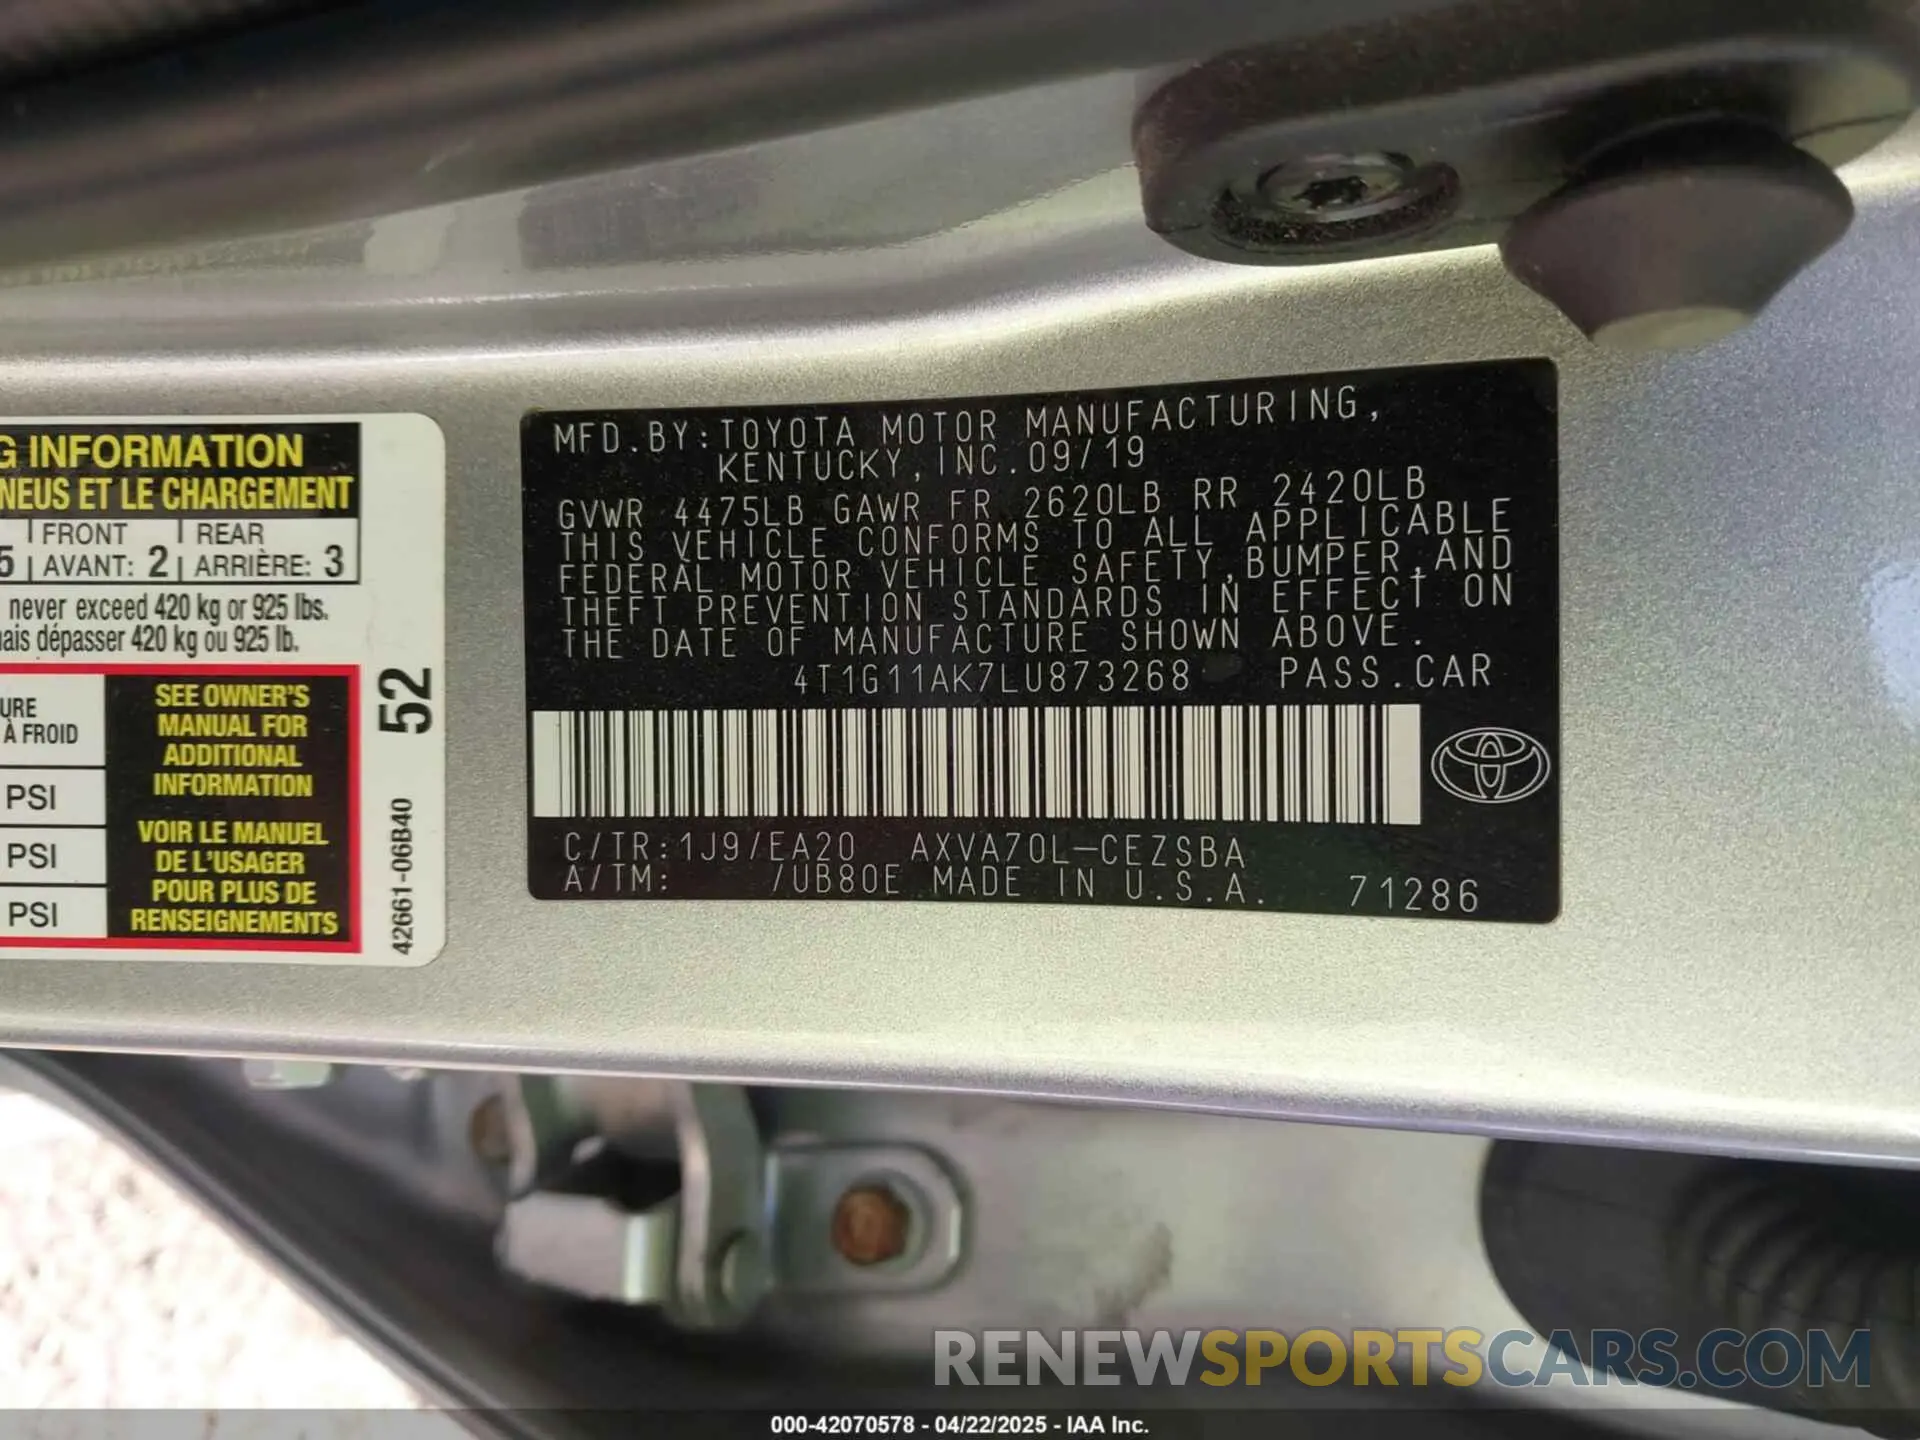 G INFORMATION
NEUS ET LE CHARGEMENT
FRONT REAR
5 AVANT: 2 ARRIÈRE: 3
never exceed 420 kg or 925 lbs.
ais dépasser 420 kg ou 925 lb.
URE
À FROID
PSI
PSI
PSI
SEE OWNER'S
MANUAL FOR
ADDITIONAL
INFORMATION
VOIR LE MANUEL
DE L'USAGER
POUR PLUS DE
RENSEIGNEMENTS
52
42661-06B40
MFD.BY:TOYOTA MOTOR MANUFACTURING,
KENTUCKY,INC.09/19
GVWR 4475LB GAWR FR 2620LB RR 2420LB
THIS VEHICLE CONFORMS TO ALL APPLICABLE
FEDERAL MOTOR VEHICLE SAFETY,BUMPER,AND
THEFT PREVENTION STANDARDS IN EFFECT ON
THE DATE OF MANUFACTURE SHOWN ABOVE.
4T1G11AK7LU873268 PASS.CAR
C/TR:1J9/EA20 AXVA70L-CEZSBA
A/TM: /UB80E MADE IN U.S.A. 71286
RENEWSPORTSCARS.COM
000-42070578 - 04/22/2025 - IAA Inc.